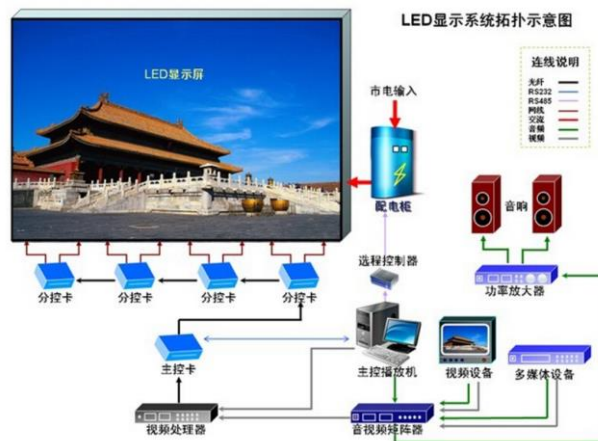 LED显示系统拓扑示意图
LED显示屏
连线说明
光纤
RS232
RS485
网线
交流
音频
视频
市电输入
配电柜
音响
远程控制器
功率放大器
分控卡
分控卡
分控卡
分控卡
主控卡
主控播放机
视频设备
多媒体设备
视频处理器
音视频矩阵器